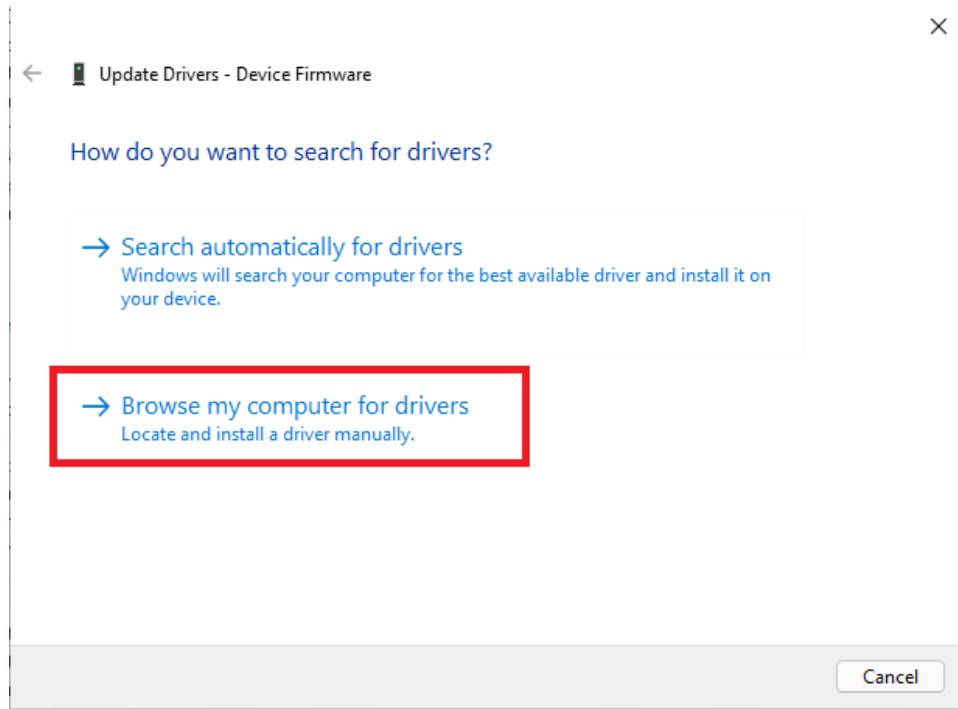 Update Drivers - Device Firmware
How do you want to search for drivers?
Search automatically for drivers
Windows will search your computer for the best available driver and install it on
your device.
Browse my computer for drivers
Locate and install a driver manually.
Cancel